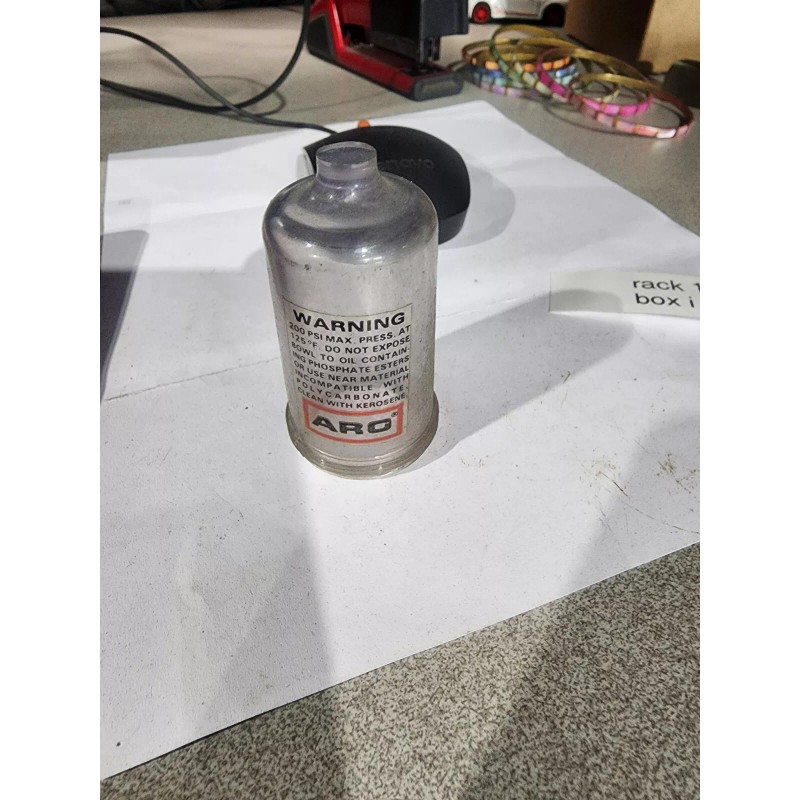 WARNING
200 PSI MAX. PRESS. AT
125°F. DO NOT EXPOSE
BOWL TO OIL CONTAIN-
ING PHOSPHATE ESTERS
OR USE NEAR MATERIAL
INCOMPATIBLE WITH
POLYCARBONATE.
CLEAN WITH KEROSENE.
ARO®
enovo
rack 1
box i